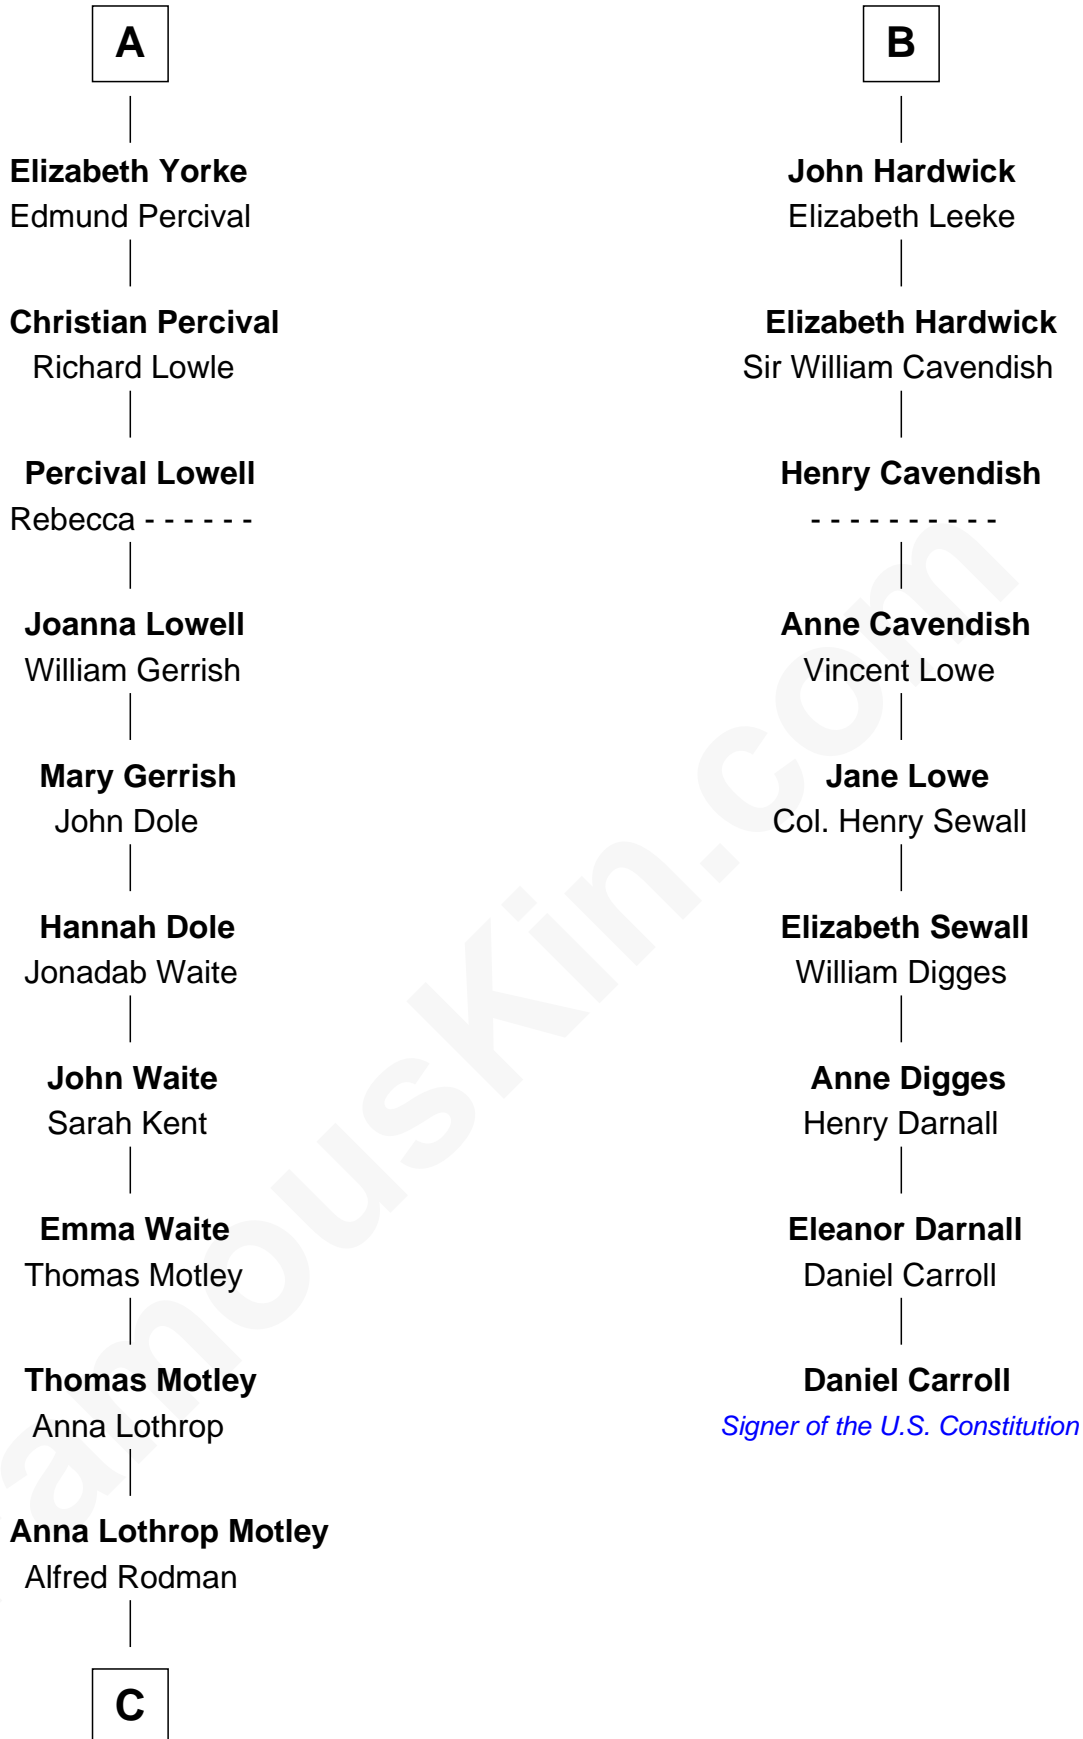 A
Elizabeth Yorke
Edmund Percival
Christian Percival
Richard Lowle
Percival Lowell
Rebecca - - - - - -
Joanna Lowell
William Gerrish
Mary Gerrish
John Dole
Hannah Dole
Jonadab Waite
John Waite
Sarah Kent
Emma Waite
Thomas Motley
Thomas Motley
Anna Lothrop
Anna Lothrop Motley
Alfred Rodman
C
B
John Hardwick
Elizabeth Leeke
Elizabeth Hardwick
Sir William Cavendish
Henry Cavendish
- - - - - - - - - -
Anne Cavendish
Vincent Lowe
Jane Lowe
Col. Henry Sewall
Elizabeth Sewall
William Digges
Anne Digges
Henry Darnall
Eleanor Darnall
Daniel Carroll
Daniel Carroll
Signer of the U.S. Constitution
amouskin.com